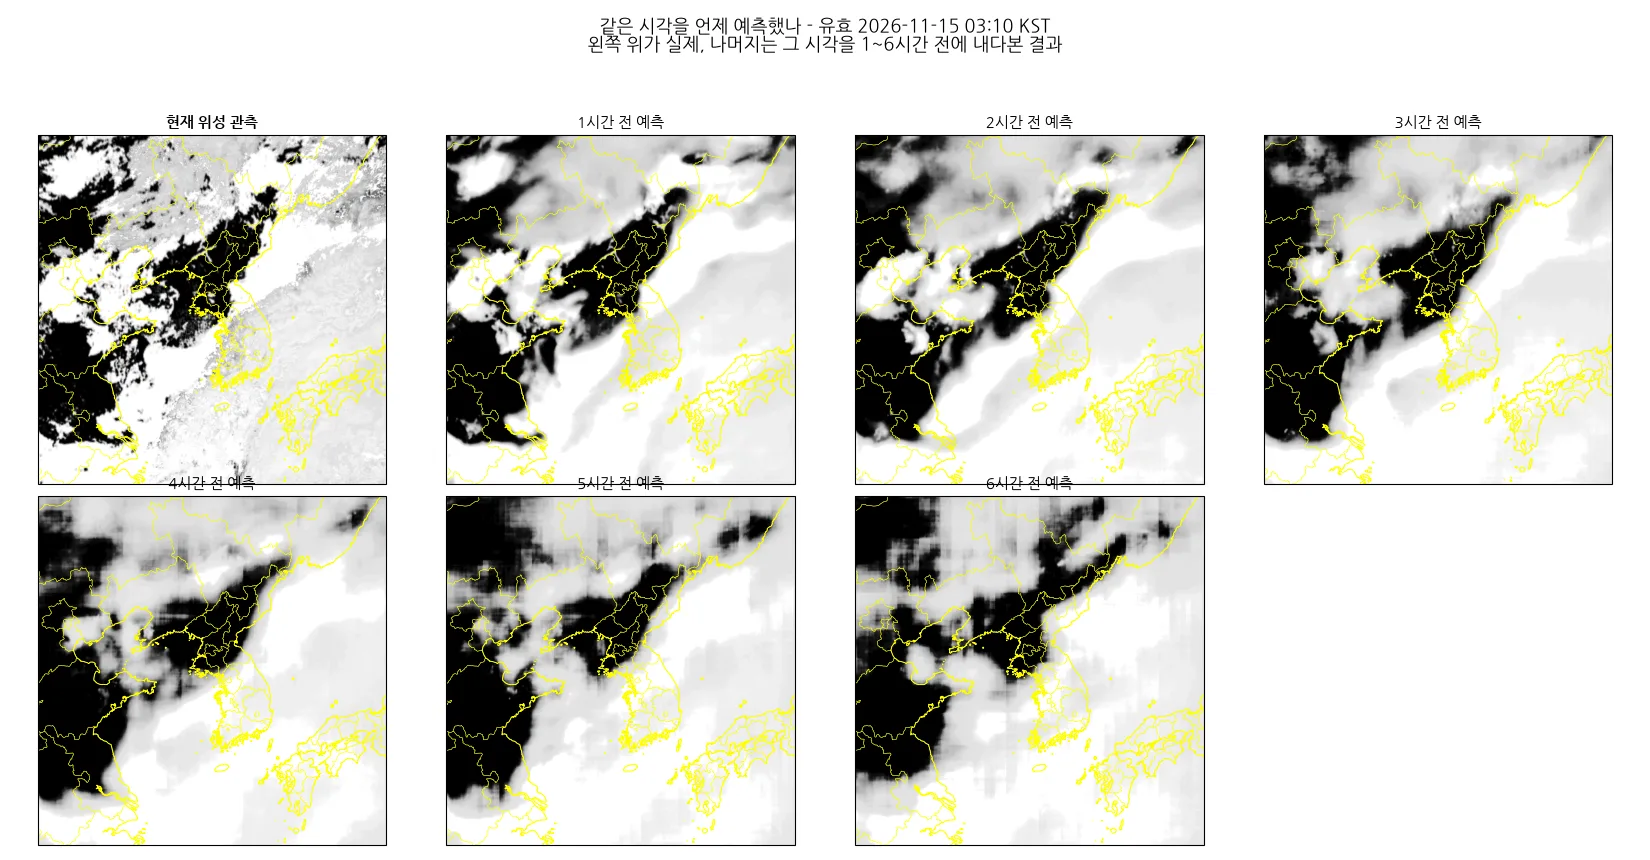 같은 시각을 언제 예측했나 - 유효 2026-11-15 03:10 KST
왼쪽 위가 실제, 나머지는 그 시각을 1~6시간 전에 내다본 결과
현재 위성 관측
1시간 전 예측
2시간 전 예측
3시간 전 예측
4시간 전 예측
5시간 전 예측
6시간 전 예측